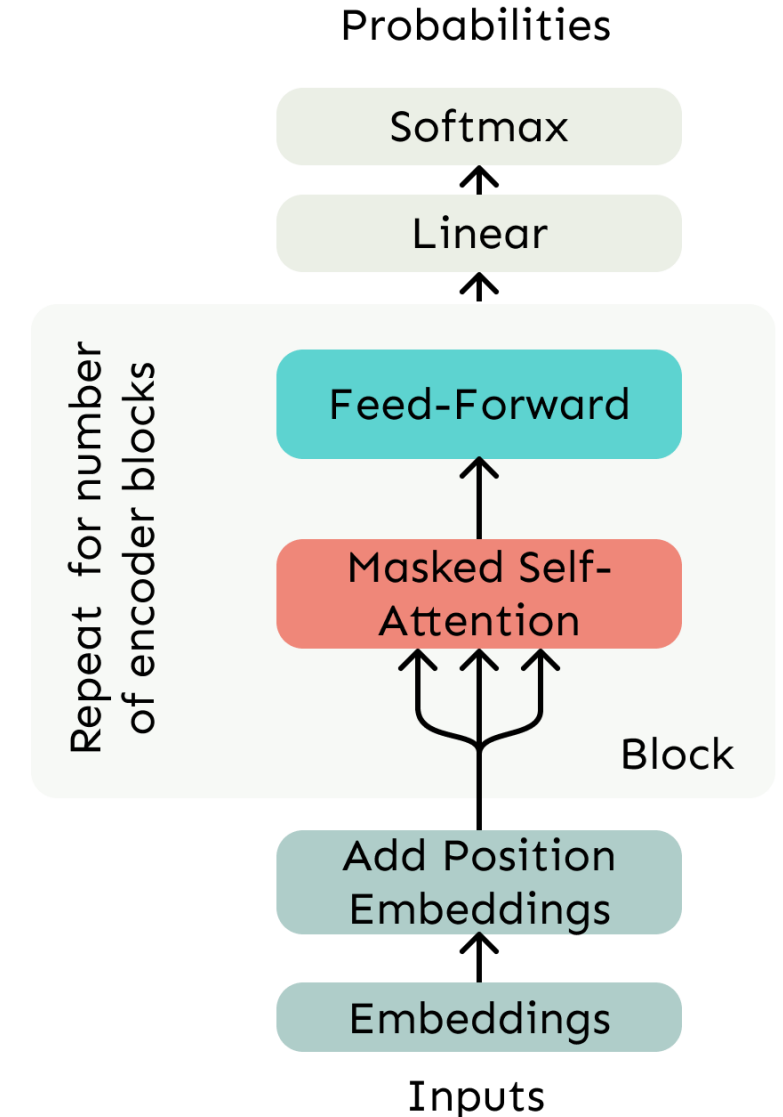 Probabilities
Softmax
Linear
Repeat for number
of encoder blocks
Feed-Forward
Masked Self-
Attention
Block
Add Position
Embeddings
Embeddings
Inputs